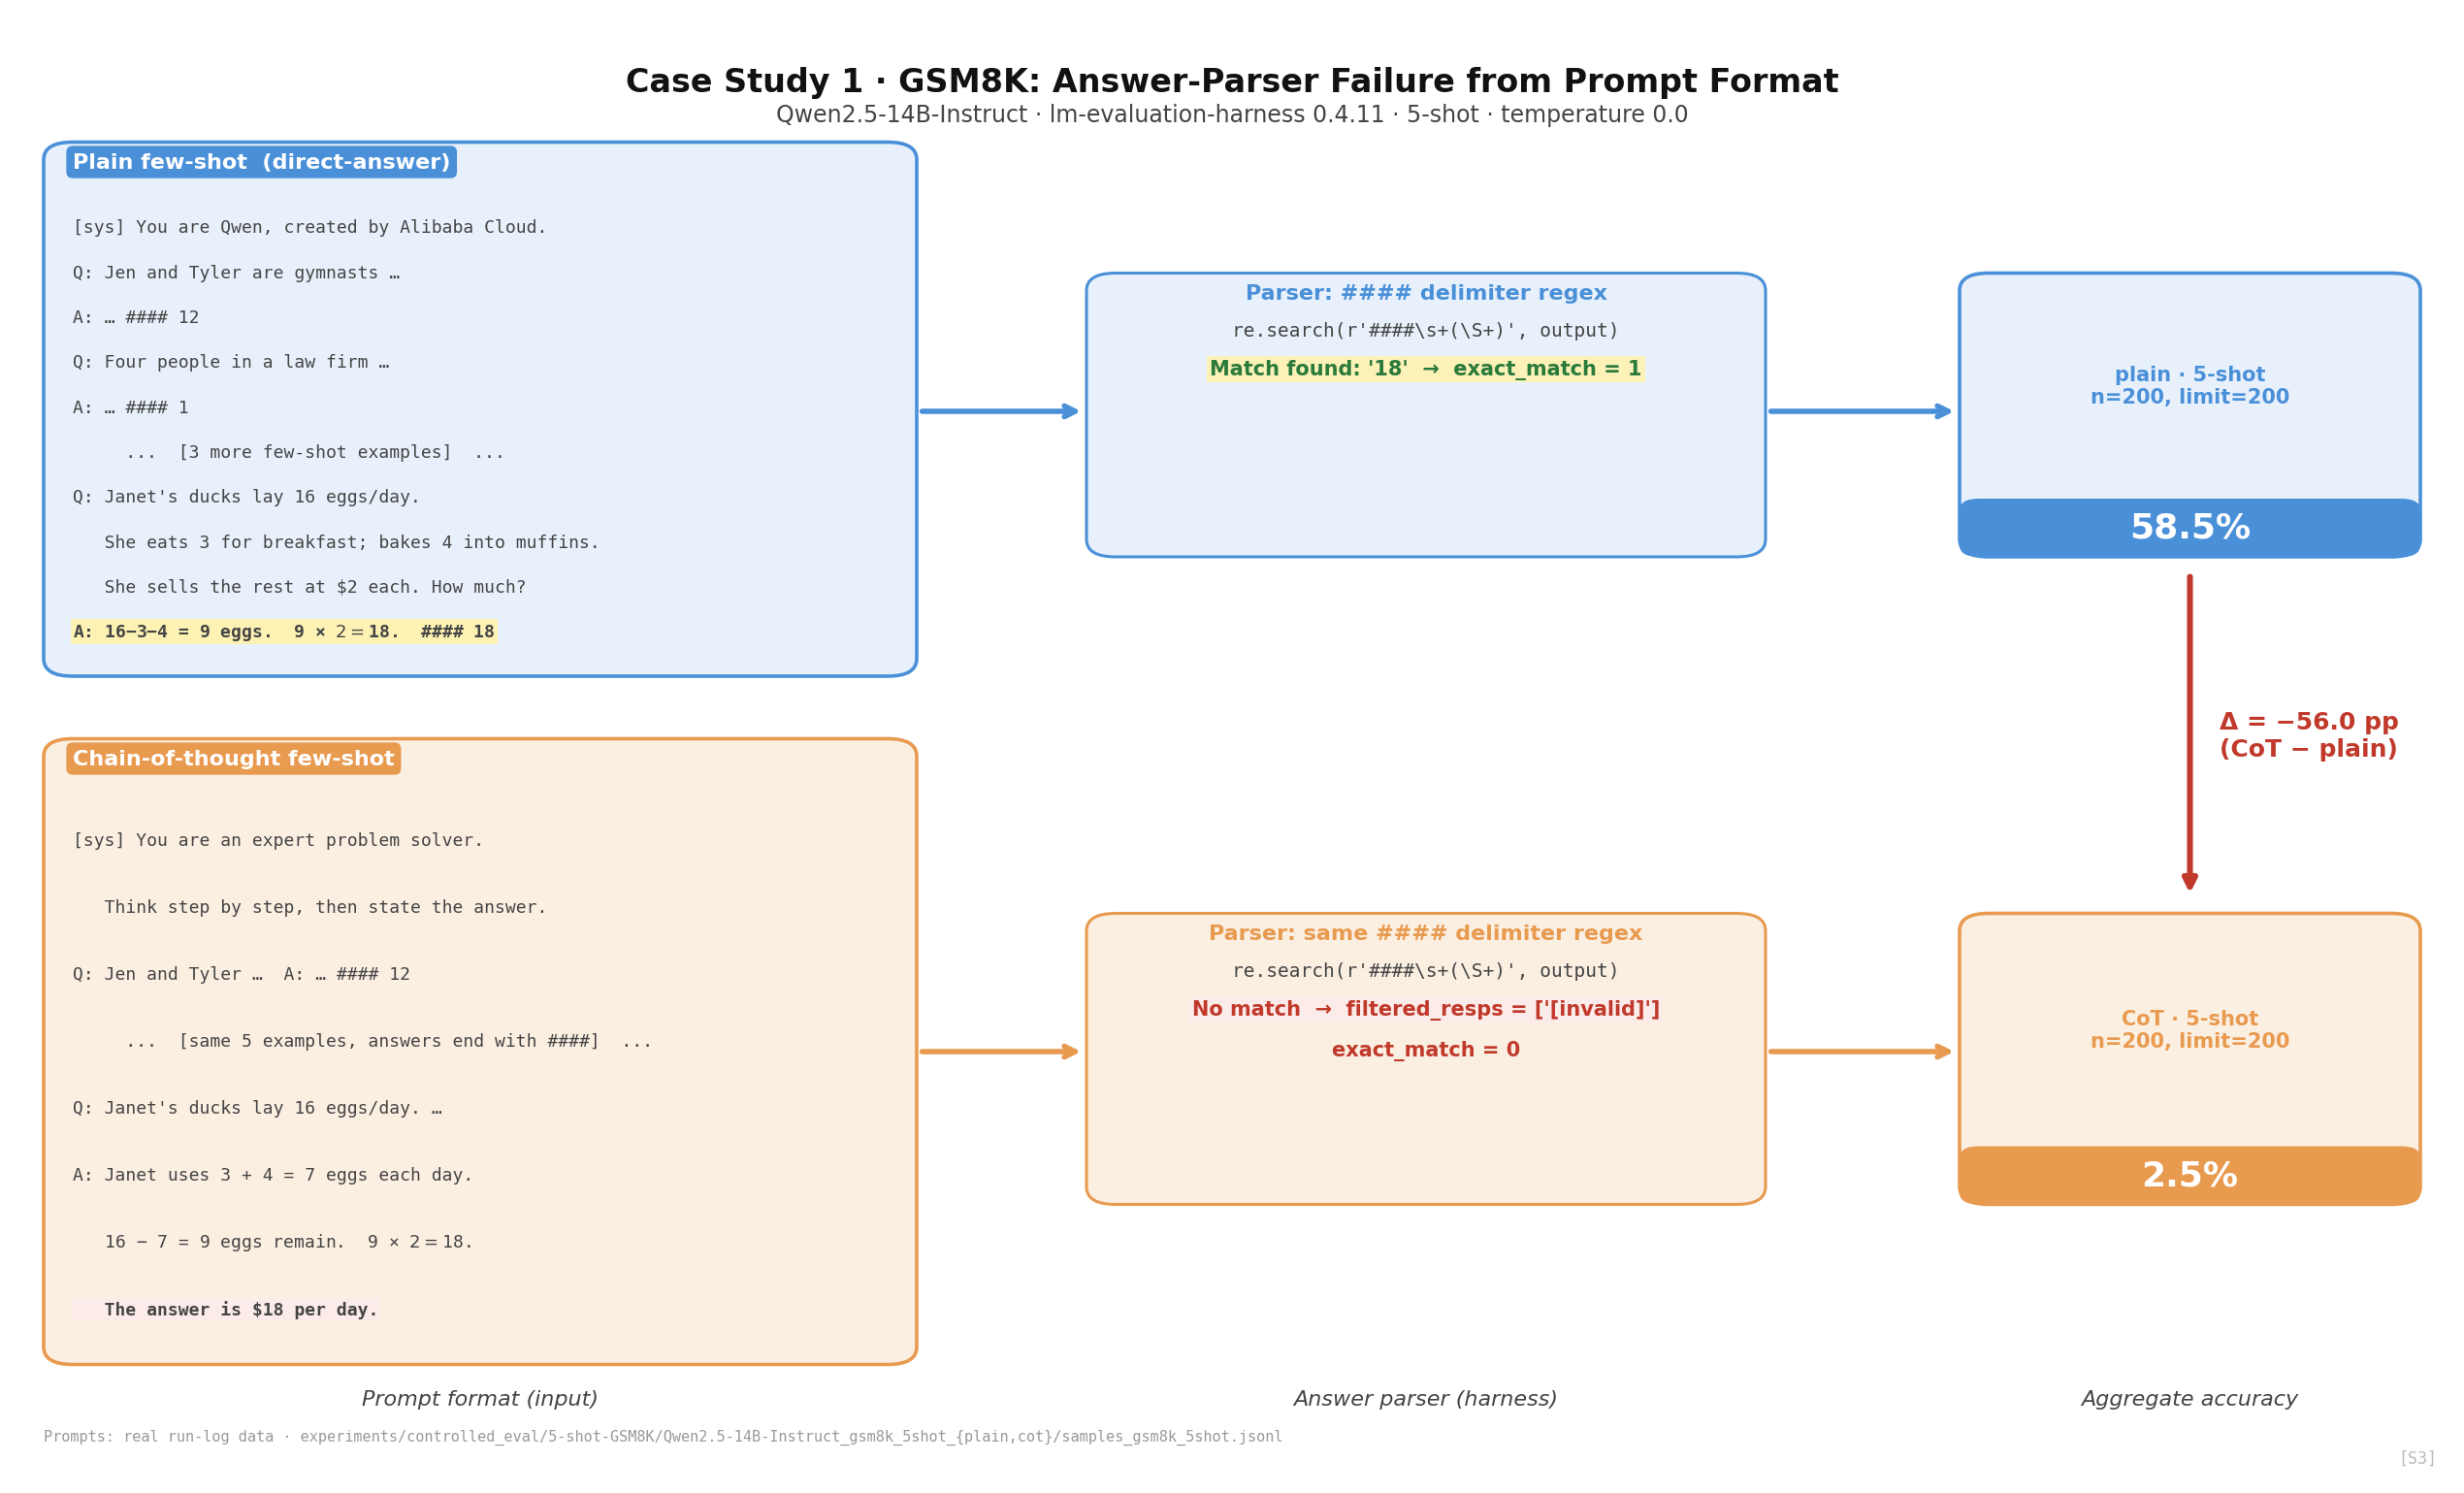 Case Study 1 · GSM8K: Answer-Parser Failure from Prompt Format
Qwen2.5-14B-Instruct · lm-evaluation-harness 0.4.11 · 5-shot · temperature 0.0
Plain few-shot  (direct-answer)
[sys] You are Qwen, created by Alibaba Cloud.
Q: Jen and Tyler are gymnasts …
A: … #### 12
Q: Four people in a law firm …
A: … #### 1
...  [3 more few-shot examples]  ...
Q: Janet's ducks lay 16 eggs/day.
She eats 3 for breakfast; bakes 4 into muffins.
She sells the rest at $2 each. How much?
A: 16−3−4 = 9 eggs.  9 × 2=18.  #### 18
Parser: #### delimiter regex
re.search(r'####\s+(\S+)', output)
Match found: '18'  →  exact_match = 1
plain · 5-shot
n=200, limit=200
58.5%
Δ = −56.0 pp
(CoT − plain)
Chain-of-thought few-shot
[sys] You are an expert problem solver.
Think step by step, then state the answer.
Q: Jen and Tyler …  A: … #### 12
...  [same 5 examples, answers end with ####]  ...
Q: Janet's ducks lay 16 eggs/day. …
A: Janet uses 3 + 4 = 7 eggs each day.
16 − 7 = 9 eggs remain.  9 × 2=18.
The answer is $18 per day.
Parser: same #### delimiter regex
re.search(r'####\s+(\S+)', output)
No match  →  filtered_resps = ['[invalid]']
exact_match = 0
CoT · 5-shot
n=200, limit=200
2.5%
Prompt format (input)
Answer parser (harness)
Aggregate accuracy
Prompts: real run-log data · experiments/controlled_eval/5-shot-GSM8K/Qwen2.5-14B-Instruct_gsm8k_5shot_{plain,cot}/samples_gsm8k_5shot.jsonl
[S3]